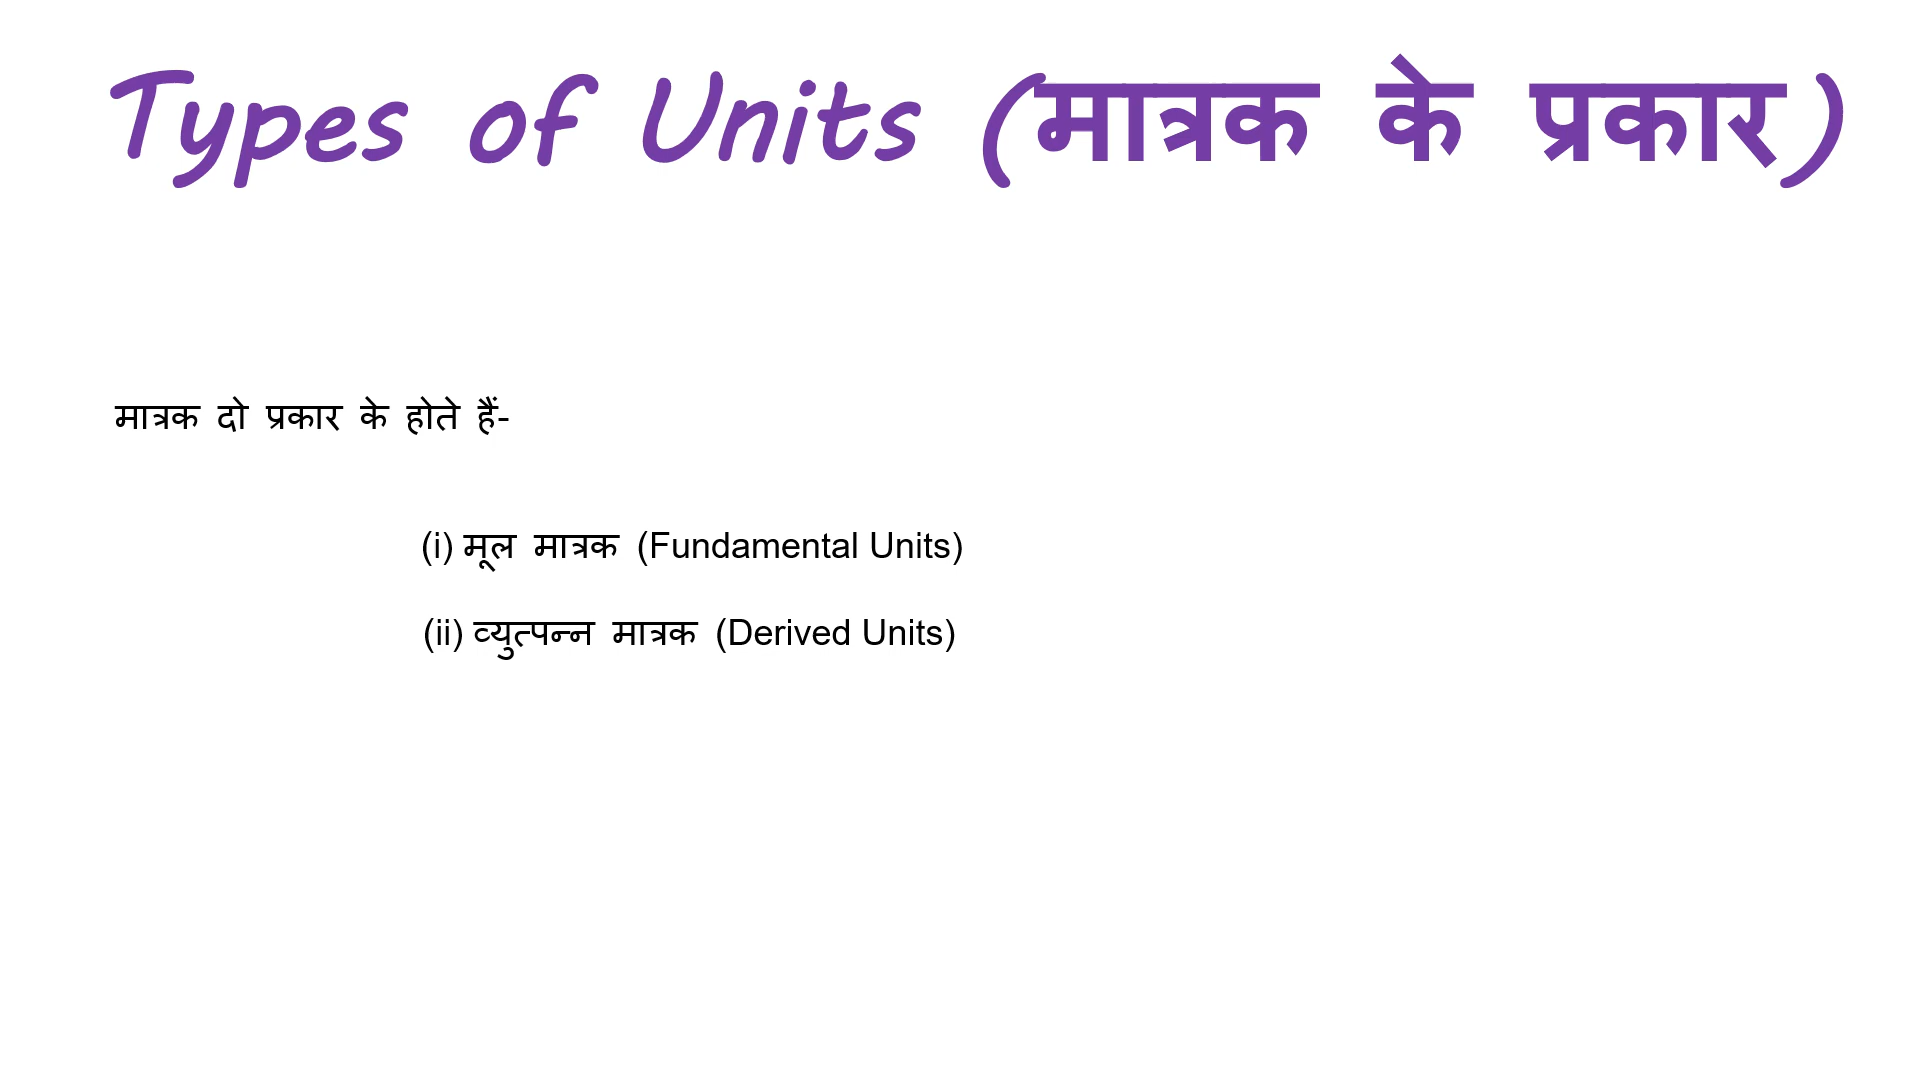 Types of Units (मात्रक के प्रकार)
मात्रक दो प्रकार के होते हैं-
(i) मूल मात्रक (Fundamental Units)
(ii) व्युत्पन्न मात्रक (Derived Units)